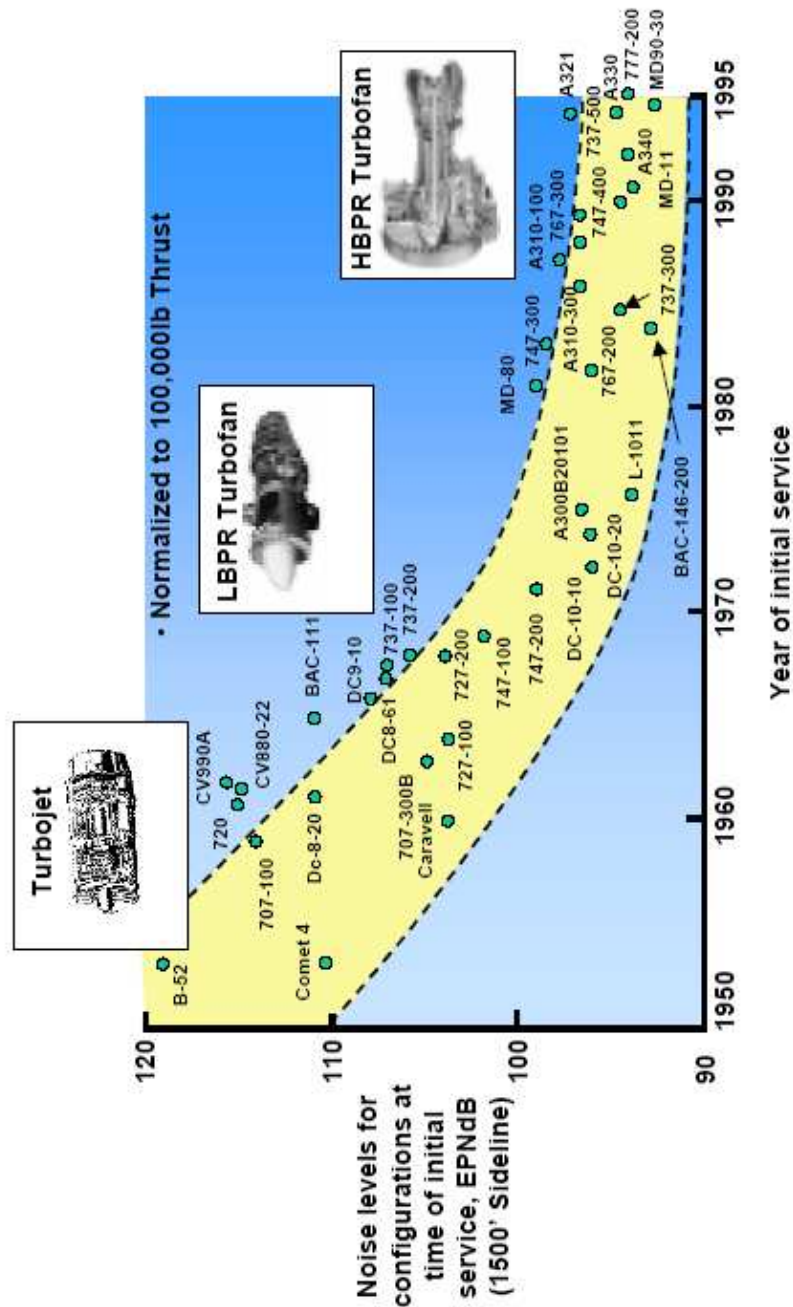 Turbojet
LBPR Turbofan
HBPR Turbofan
• Normalized to 100,000lb Thrust
120
110
100
90
Noise levels for
configurations at
time of initial
service, EPNdB
(1500' Sideline)
B-52
Comet 4
707-100
720
CV990A
CV880-22
Dc-8-20
Caravell
707-300B
727-100
BAC-111
DC9-10
DC8-61
737-100
737-200
727-200
747-100
747-200
DC-10-10
DC-10-20
A300B20101
L-1011
BAC-146-200
MD-80
747-300
767-200
A310-300
737-300
A310-100
767-300
747-400
MD-11
A340
737-500
A321
A330
777-200
MD90-30
1950
1960
1970
1980
1990
1995
Year of initial service